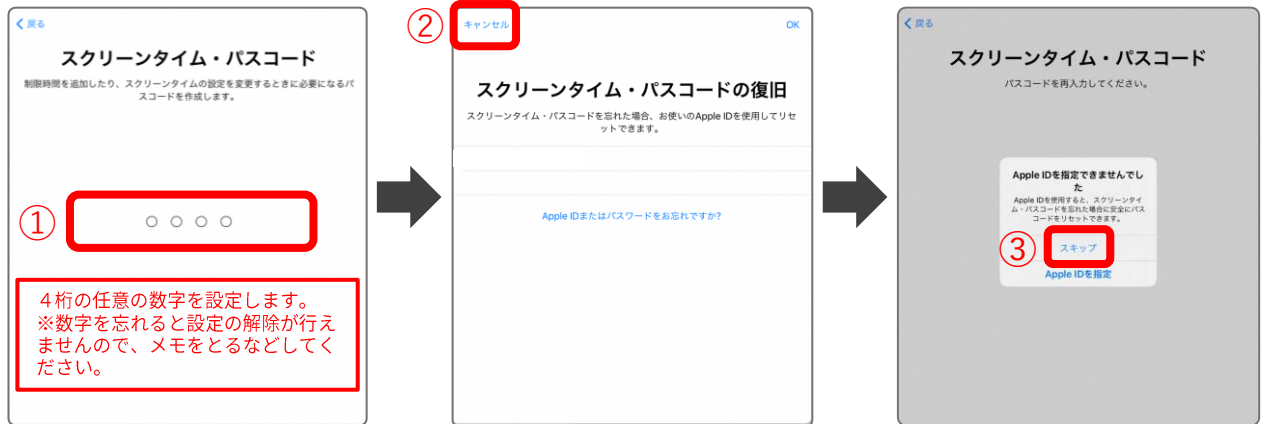 戻る
スクリーンタイム・パスコード
制限時間を追加したり、スクリーンタイムの設定を変更するときに必要になるパ
スコードを作成します。
①
４桁の任意の数字を設定します。
※数字を忘れると設定の解除が行え
ませんので、メモをとるなどしてく
ださい。
②
キャンセル
OK
スクリーンタイム・パスコードの復旧
スクリーンタイム・パスコードを忘れた場合、お使いのApple IDを使用してリセ
ットできます。
Apple IDまたはパスワードをお忘れですか?
戻る
スクリーンタイム・パスコード
パスコードを再入力してください。
Apple IDを指定できませんでし
た
Apple IDを使用すると、スクリーンタイ
ム・パスコードを忘れた場合に安全にパス
コードをリセットできます。
③
スキップ
Apple IDを指定